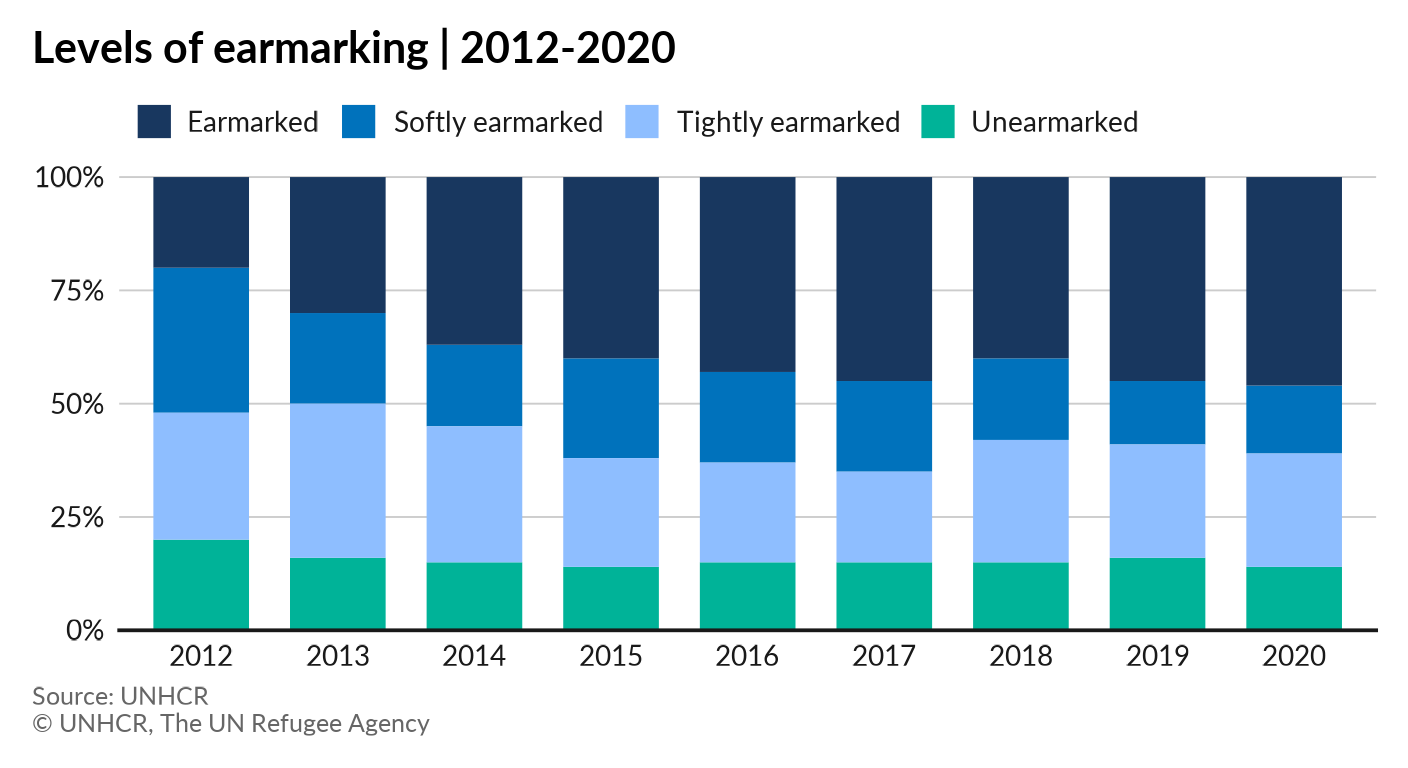 Levels of earmarking | 2012-2020
Earmarked Softly earmarked Tightly earmarked Unearmarked
100%
75%
50%
25%
0%
2012 2013 2014 2015 2016 2017 2018 2019 2020
Source: UNHCR
© UNHCR, The UN Refugee Agency